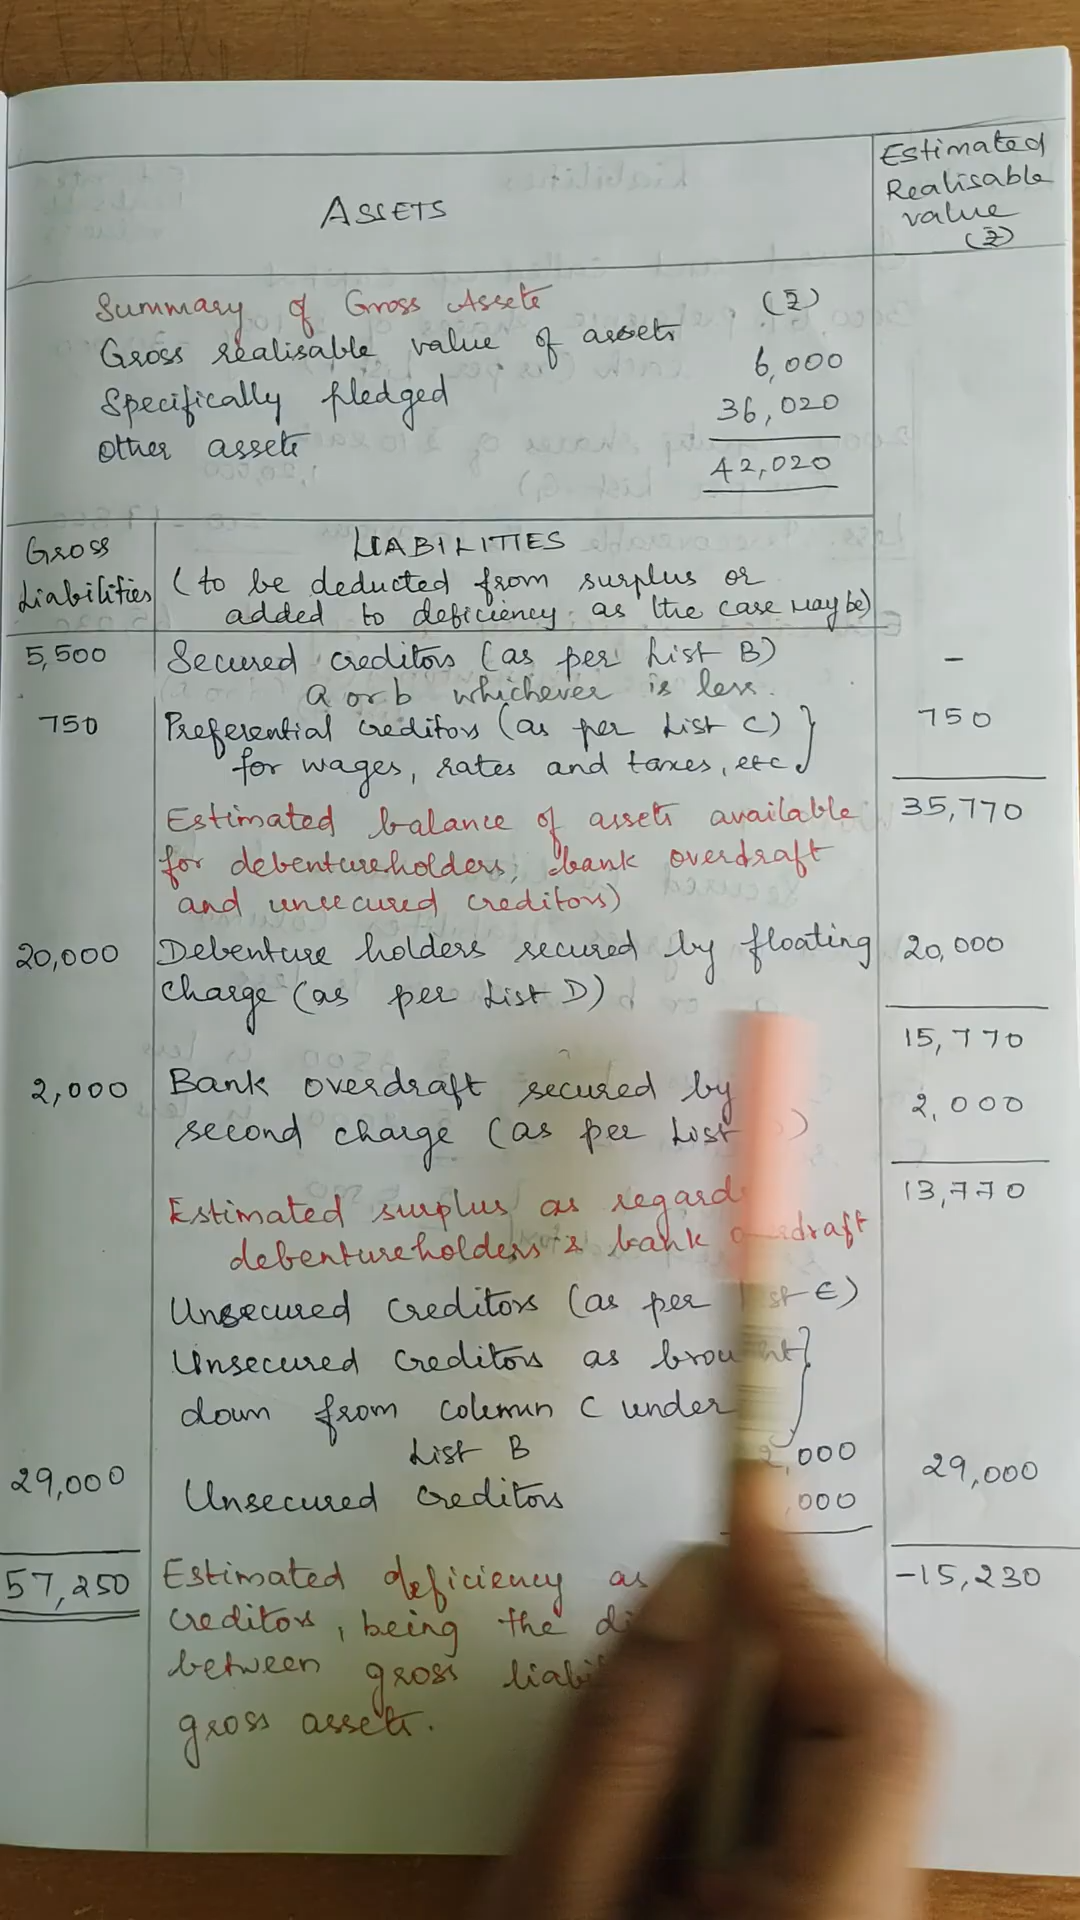 ASSETS
Estimated
Realisable
value
(₹)
Summary of Gross Assets (₹)
Gross realisable value of assets
Specifically pledged 6,000
Other assets 36,020
42,020
Gross
Liabilities
LIABILITIES
(to be deducted from surplus or
added to deficiency as the case may be)
5,500 Secured creditors (as per List B) -
a or b whichever is less.
750 Preferential creditors (as per List C) } 750
for wages, rates and taxes, etc.
Estimated balance of assets available 35,770
for debentureholders, bank overdraft
and unsecured creditors)
20,000 Debenture holders secured by floating 20,000
charge (as per List D)
15,770
2,000 Bank overdraft secured by 2,000
second charge (as per List )
Estimated surplus as regard 13,770
debentureholders & bank overdraft
Unsecured creditors (as per List E)
Unsecured creditors as brought }
down from column C under
List B 2,000
29,000 Unsecured creditors ,000 29,000
57,250 Estimated deficiency as -15,230
creditors, being the
between gross
gross assets.